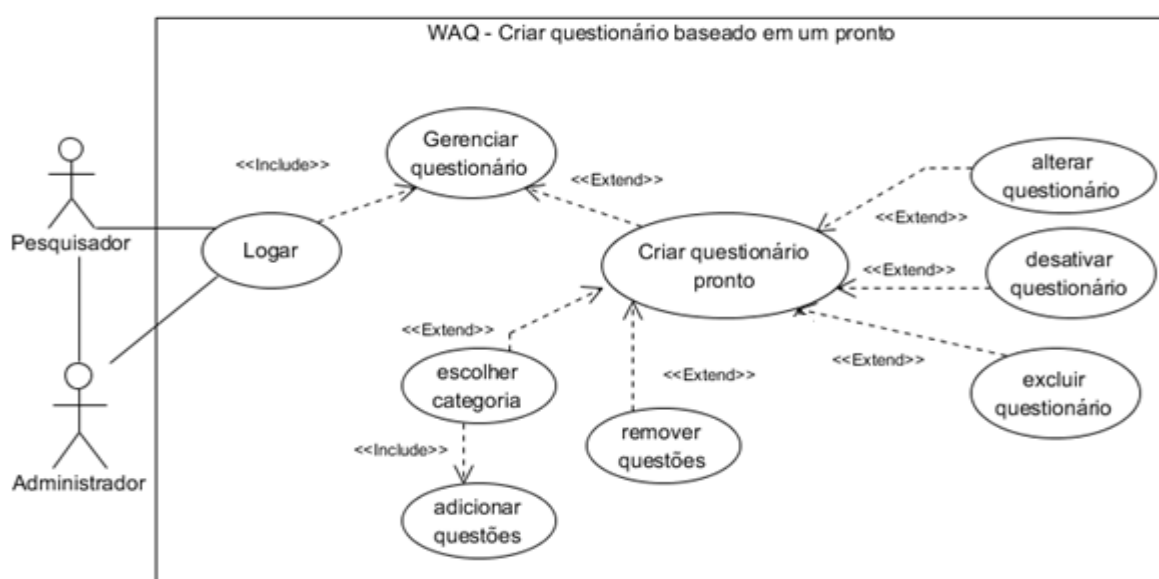 WAQ - Criar questionário baseado em um pronto
Gerenciar
questionário
<<Include>>
<<Extend>>
alterar
questionário
<<Extend>>
Pesquisador
Logar
Criar questionário
pronto
<<Extend>>
desativar
questionário
<<Extend>>
escolher
categoria
<<Extend>>
<<Extend>>
excluir
questionário
remover
questões
<<Include>>
Administrador
adicionar
questões